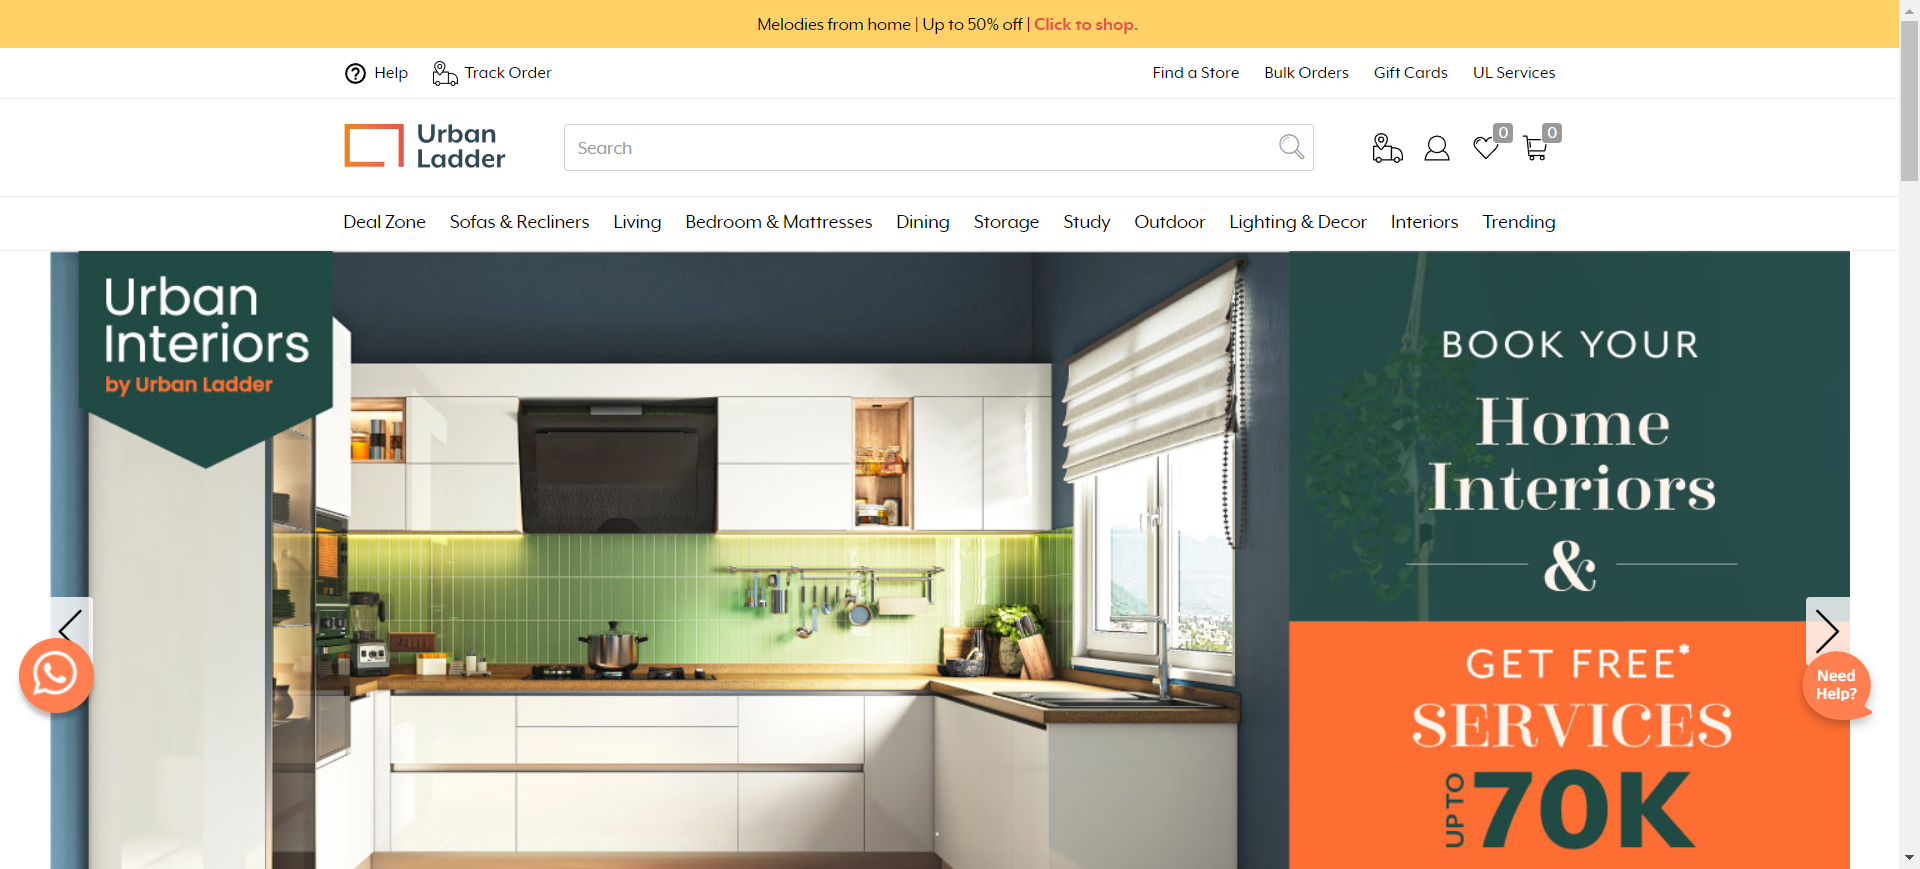 Melodies from home | Up to 50% off | Click to shop.
Help
Track Order
Find a Store
Bulk Orders
Gift Cards
UL Services
Urban
Ladder
Search
0
0
Deal Zone
Sofas & Recliners
Living
Bedroom & Mattresses
Dining
Storage
Study
Outdoor
Lighting & Decor
Interiors
Trending
Urban
Interiors
by Urban Ladder
BOOK YOUR
Home
Interiors
&
GET FREE*
SERVICES
UP TO 70K
Need
Help?